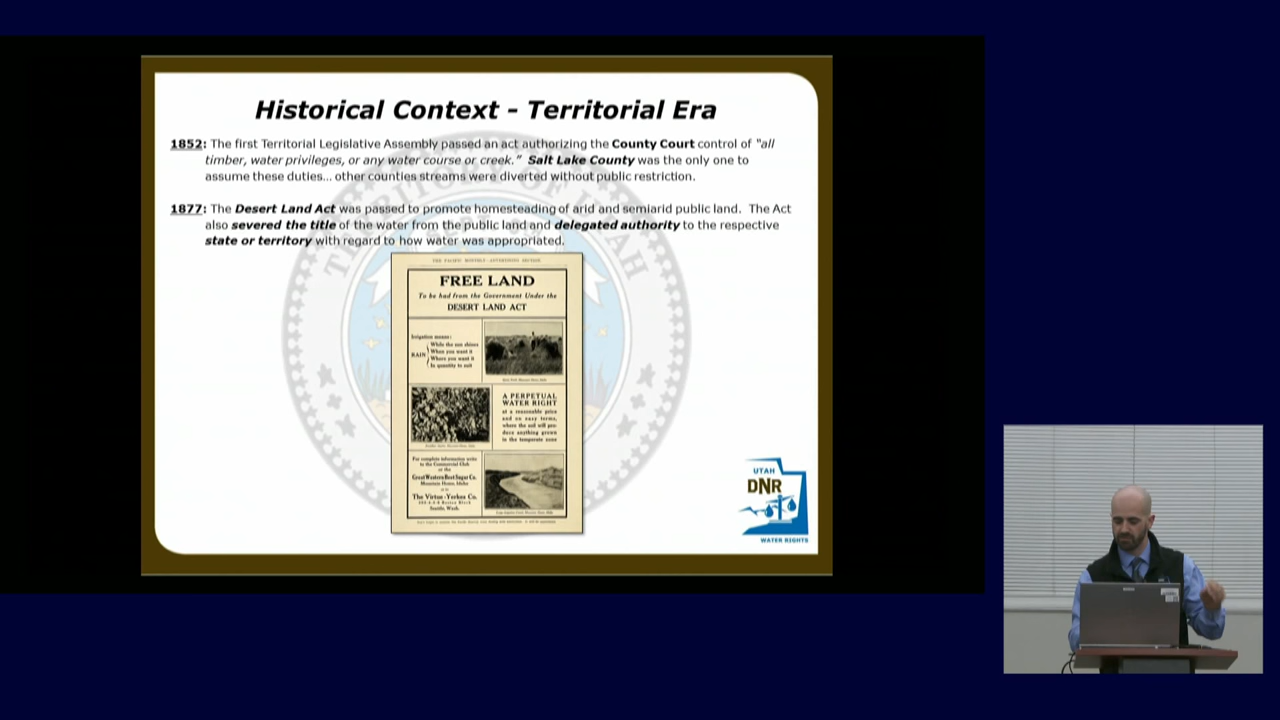 Historical Context – Territorial Era
1852: The first Territorial Legislative Assembly passed an act authorizing the County Court control of “all
timber, water privileges, or any water course or creek.” Salt Lake County was the only one to
assume these duties... other counties streams were diverted without public restriction.
1877: The Desert Land Act was passed to promote homesteading of arid and semiarid public land. The Act
also severed the title of the water from the public land and delegated authority to the respective
state or territory with regard to how water was appropriated.
TERRITORY OF UTAH
THE PACIFIC MONTHLY—ADVERTISING SECTION
FREE LAND
To be had from the Government Under the
DESERT LAND ACT
Irrigation means:
RAIN
While the sun shines
When you want it
Where you want it
In quantity to suit
A PERPETUAL
WATER RIGHT
at a reasonable price
and on easy terms,
where the soil will pro-
duce anything grown
in the temperate zone
For complete information write
to the Commercial Club
or the
Great Western Beet Sugar Co.
Mountain Home, Idaho
or to
The Virtue-Yerkes Co.
Seattle, Wash.
UTAH
DNR
WATER RIGHTS